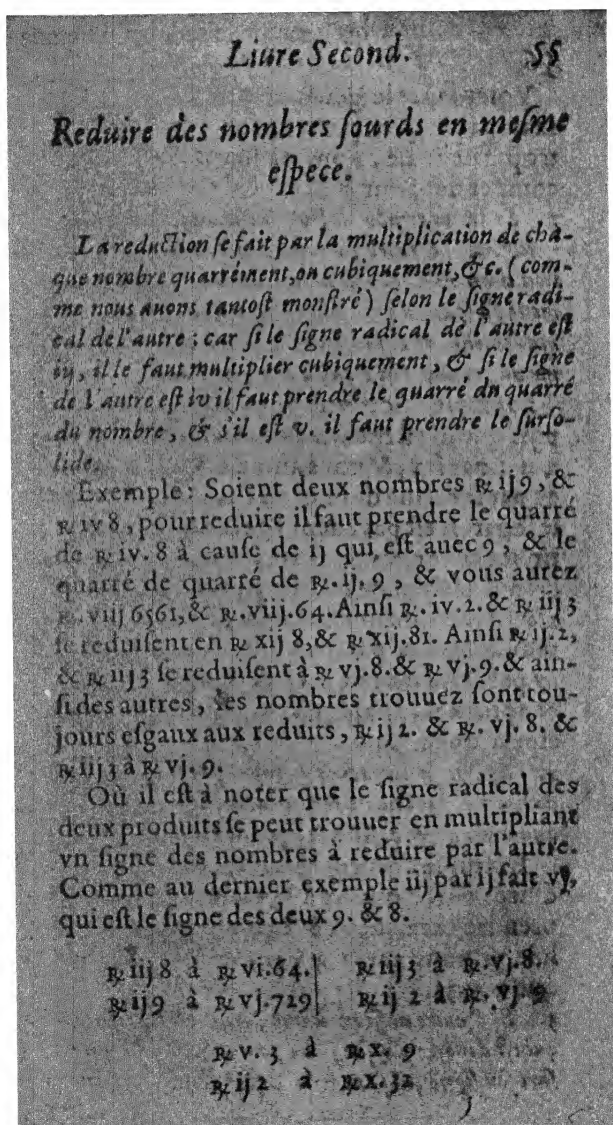 Liure Second. 55
Reduire des nombres ſourds en meſme
eſpece.
La reduction ſe fait par la multiplication de cha-
que nombre quarrément, ou cubiquement, &c. (com-
me nous auons tantoſt monſtré) ſelon le ſigne radi-
cal de l'autre ; car ſi le ſigne radical de l'autre eſt
iij, il le faut multiplier cubiquement, & ſi le ſigne
de l'autre eſt iv il faut prendre le quarré du quarré
du nombre, & s'il eſt v. il faut prendre le ſurſo-
lide.
Exemple : Soient deux nombres ℞ ij 9, &
℞ iv 8, pour reduire il faut prendre le quarré
de ℞ iv. 8 à cauſe de ij qui eſt auec 9, & le
quarré de quarré de ℞. ij. 9, & vous aurez
℞. viij 6561, & ℞. viij. 64. Ainſi ℞. iv. 2. & ℞ iij 3
ſe reduiſent en ℞ xij 8, & ℞ xij. 81. Ainſi ℞ ij. 2,
& ℞ iij 3 ſe reduiſent à ℞ vj. 8. & ℞ vj. 9. & ain-
ſi des autres, les nombres trouuez ſont tou-
jours eſgaux aux reduits, ℞ ij 2. & ℞. vj. 8. &
℞ iij 3 à ℞ vj. 9.
Où il eſt à noter que le ſigne radical des
deux produits ſe peut trouuer en multipliant
vn ſigne des nombres à reduire par l'autre.
Comme au dernier exemple iij par ij fait vj,
qui eſt le ſigne des deux 9. & 8.
℞ iij 8 à ℞ vi. 64. | ℞ iij 3 à ℞. vj. 8.
℞ ij 9 à ℞ vj. 729 | ℞ ij 2 à ℞. vj. 9
℞ v. 3 à ℞ x. 9
℞ ij 2 à ℞ x. 32